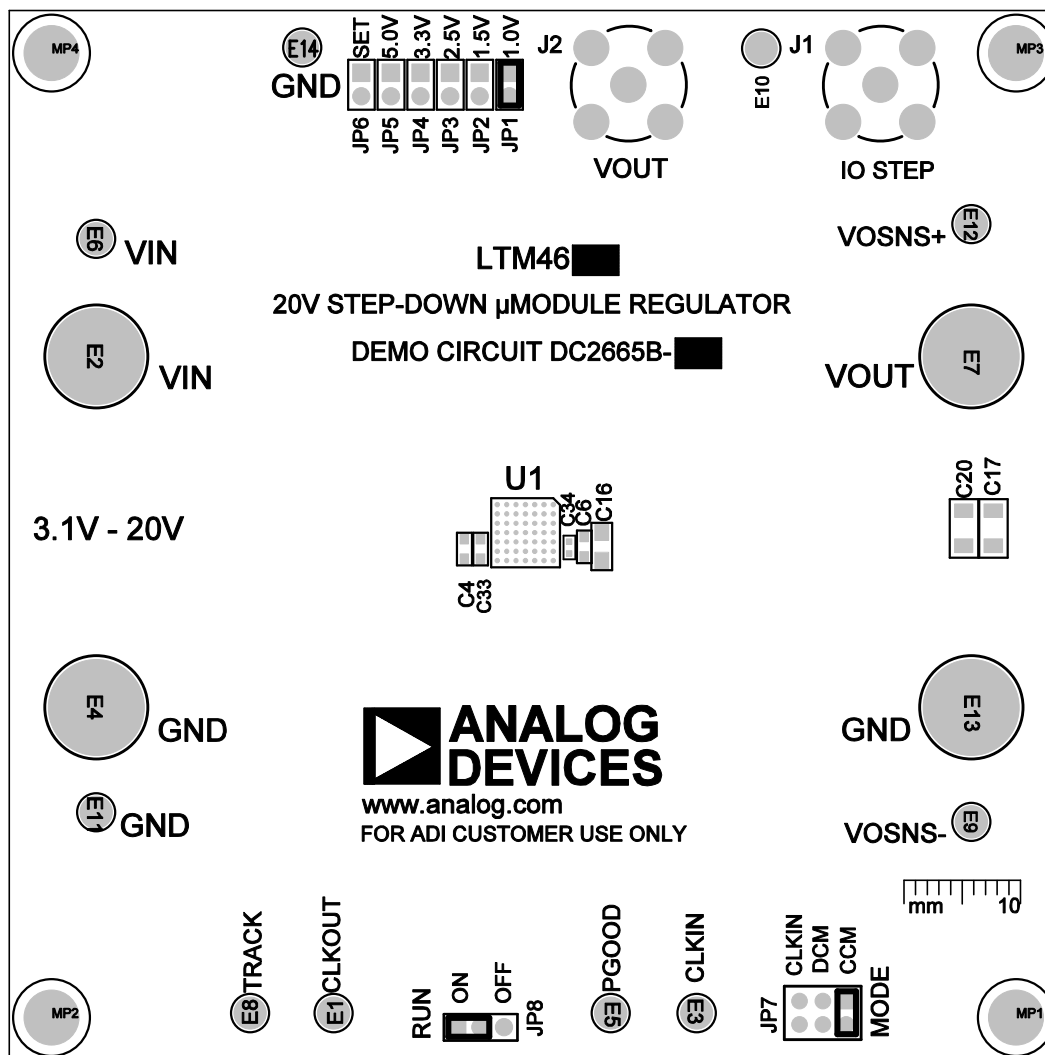 MP4
E14
GND
SET
5.0V
3.3V
2.5V
1.5V
1.0V
JP6
JP5
JP4
JP3
JP2
JP1
J2
VOUT
E10
J1
IO STEP
MP3
E6
VIN
VOSNS+
E12
LTM46
20V STEP-DOWN µMODULE REGULATOR
DEMO CIRCUIT DC2665B-
E2
VIN
VOUT
E7
U1
C34
C6
C16
C20
C17
3.1V - 20V
C4
C33
E4
GND
GND
E13
ANALOG
DEVICES
www.analog.com
FOR ADI CUSTOMER USE ONLY
E11
GND
VOSNS-
E9
mm 10
E8
TRACK
E1
CLKOUT
RUN
ON
OFF
JP8
E5
PGOOD
E3
CLKIN
JP7
CLKIN
DCM
CCM
MODE
MP2
MP1